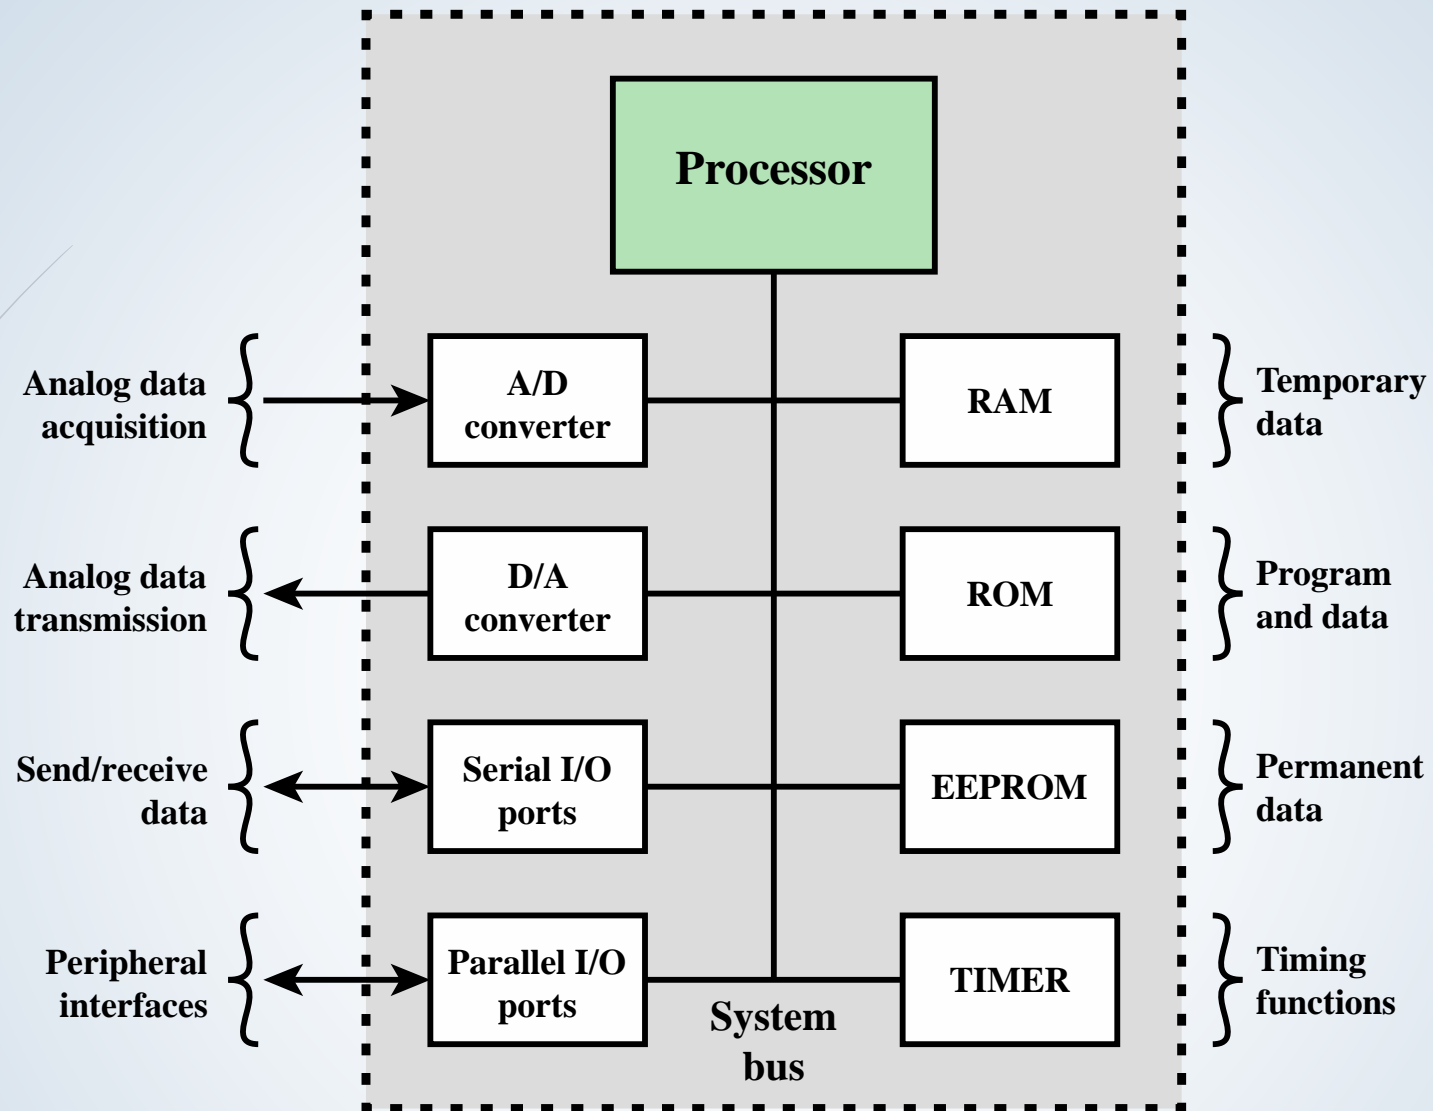 Processor
Analog data
acquisition
A/D
converter
RAM
Temporary
data
Analog data
transmission
D/A
converter
ROM
Program
and data
Send/receive
data
Serial I/O
ports
EEPROM
Permanent
data
Peripheral
interfaces
Parallel I/O
ports
TIMER
Timing
functions
System
bus